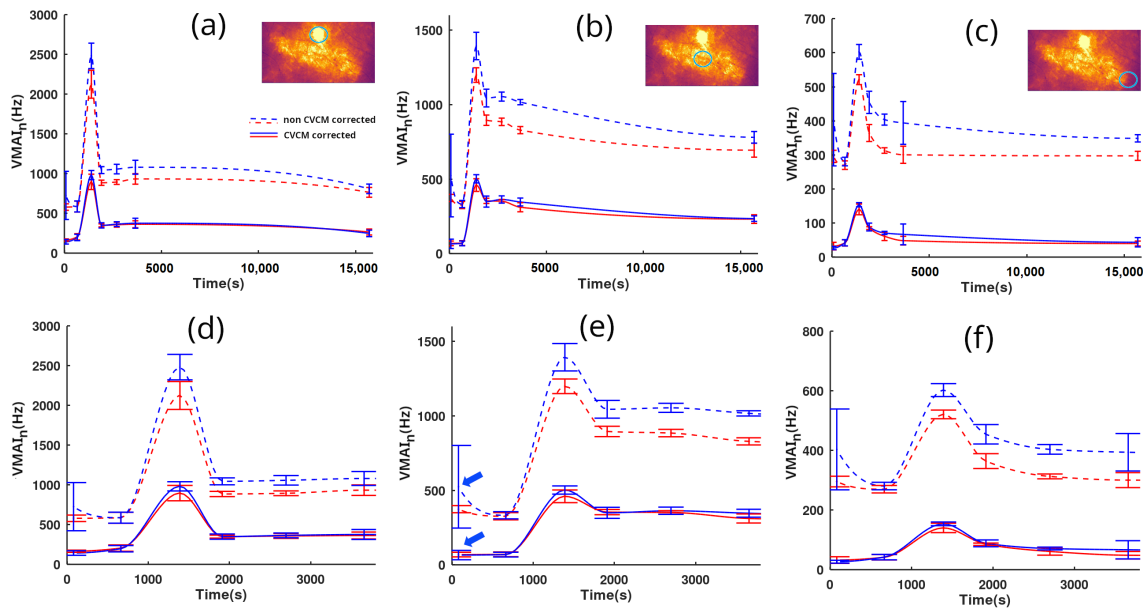 (a)
3000
2500
2000
1500
1000
500
0
VMAIn(Hz)
non CVCM corrected
CVCM corrected
0 5000 10,000 15,000
Time(s)
(b)
1500
1000
500
0
VMAIn(Hz)
0 5000 10,000 15,000
Time(s)
(c)
700
600
500
400
300
200
100
0
VMAIn(Hz)
0 5000 10,000 15,000
Time(s)
(d)
3000
2500
2000
1500
1000
500
0
VMAIn(Hz)
0 1000 2000 3000
Time(s)
(e)
1500
1000
500
0
VMAIn(Hz)
0 1000 2000 3000
Time(s)
(f)
800
600
400
200
0
VMAIn(Hz)
0 1000 2000 3000
Time(s)